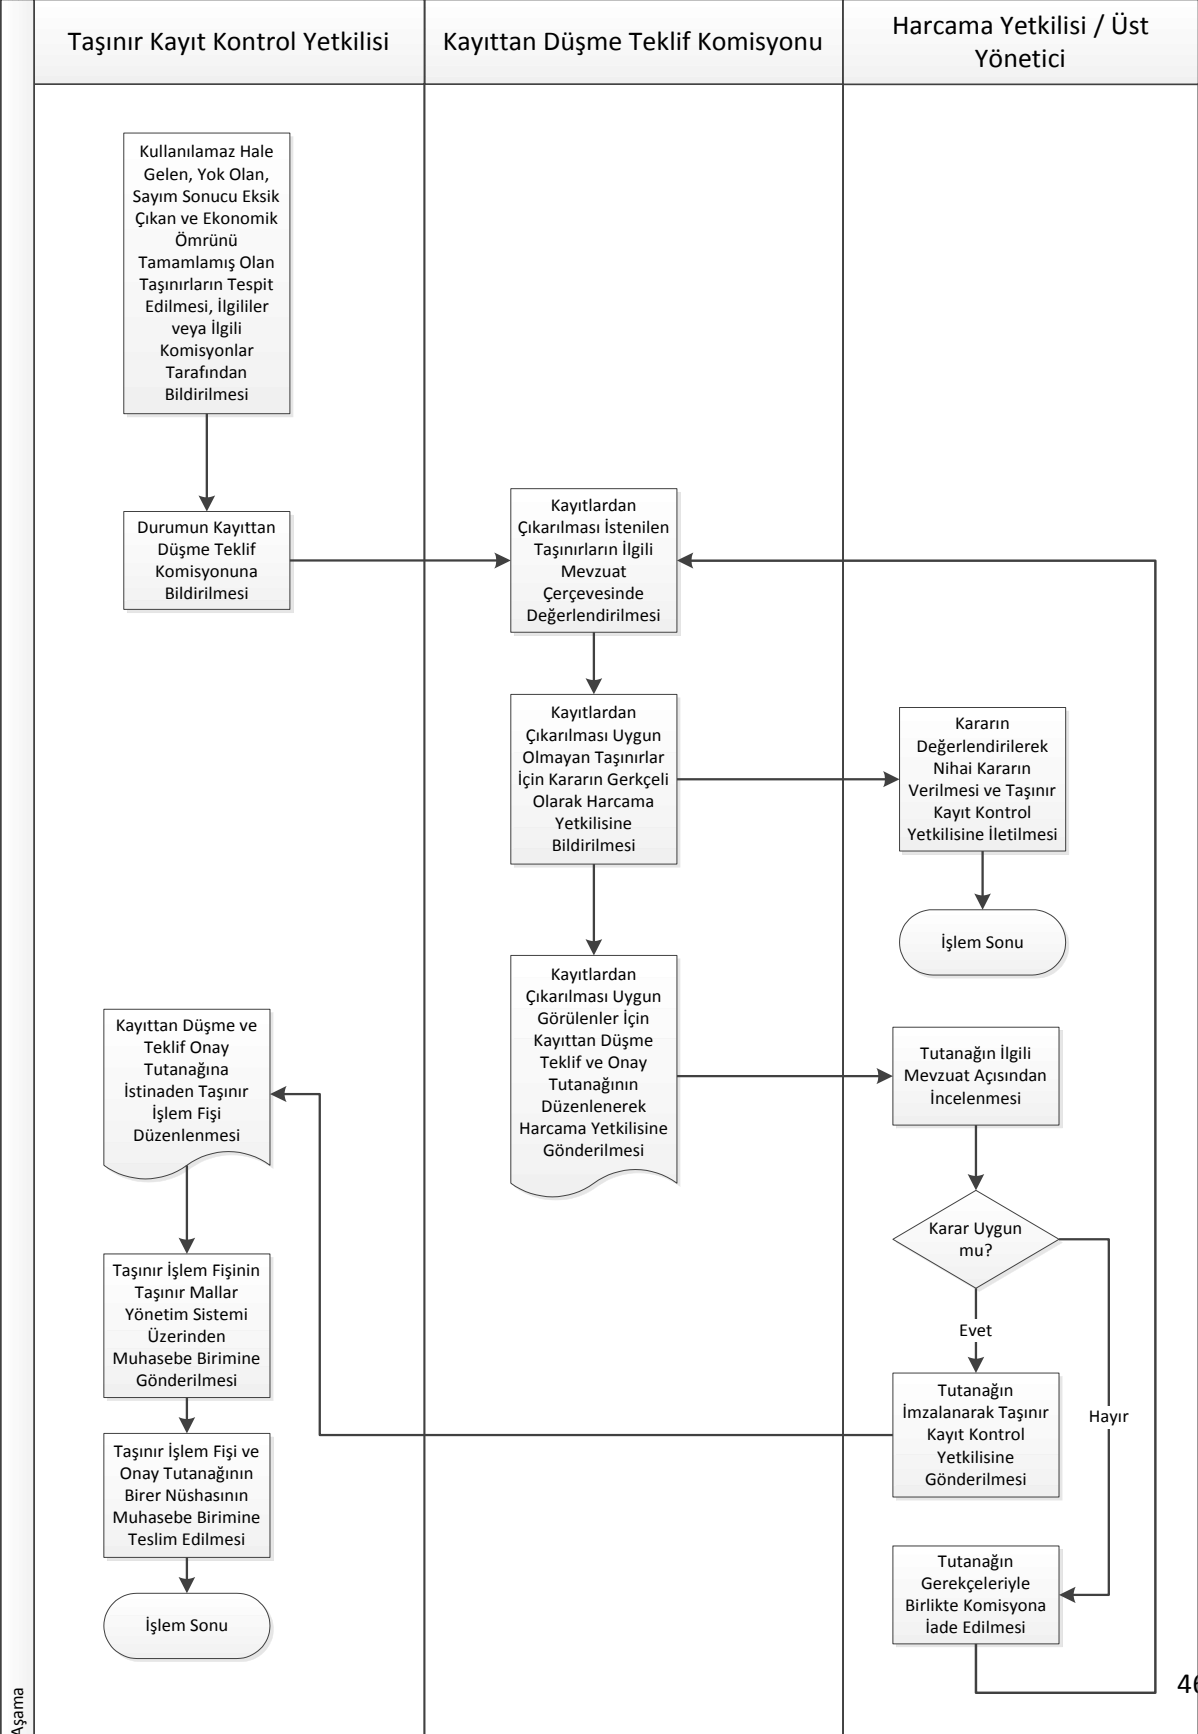 Taşınır Kayıt Kontrol Yetkilisi
Kayıttan Düşme Teklif Komisyonu
Harcama Yetkilisi / Üst
Yönetici
Kullanılamaz Hale
Gelen, Yok Olan,
Sayım Sonucu Eksik
Çıkan ve Ekonomik
Ömrünü
Tamamlamış Olan
Taşınırların Tespit
Edilmesi, İlgililer
veya İlgili
Komisyonlar
Tarafından
Bildirilmesi
Durumun Kayıttan
Düşme Teklif
Komisyonuna
Bildirilmesi
Kayıtlardan
Çıkarılması İstenilen
Taşınırların İlgili
Mevzuat
Çerçevesinde
Değerlendirilmesi
Kayıtlardan
Çıkarılması Uygun
Olmayan Taşınırlar
İçin Kararın Gerkçeli
Olarak Harcama
Yetkilisine
Bildirilmesi
Kararın
Değerlendirilerek
Nihai Kararın
Verilmesi ve Taşınır
Kayıt Kontrol
Yetkilisine İletilmesi
İşlem Sonu
Kayıtlardan
Çıkarılması Uygun
Görülenler İçin
Kayıttan Düşme
Teklif ve Onay
Tutanağının
Düzenlenerek
Harcama Yetkilisine
Gönderilmesi
Tutanağın İlgili
Mevzuat Açısından
İncelenmesi
Karar Uygun
mu?
Evet
Hayır
Tutanağın
İmzalanarak Taşınır
Kayıt Kontrol
Yetkilisine
Gönderilmesi
Tutanağın
Gerekçeleriyle
Birlikte Komisyona
İade Edilmesi
Kayıttan Düşme ve
Teklif Onay
Tutanağına
İstinaden Taşınır
İşlem Fişi
Düzenlenmesi
Taşınır İşlem Fişinin
Taşınır Mallar
Yönetim Sistemi
Üzerinden
Muhasebe Birimine
Gönderilmesi
Taşınır İşlem Fişi ve
Onay Tutanağının
Birer Nüshasının
Muhasebe Birimine
Teslim Edilmesi
İşlem Sonu
Aşama
46